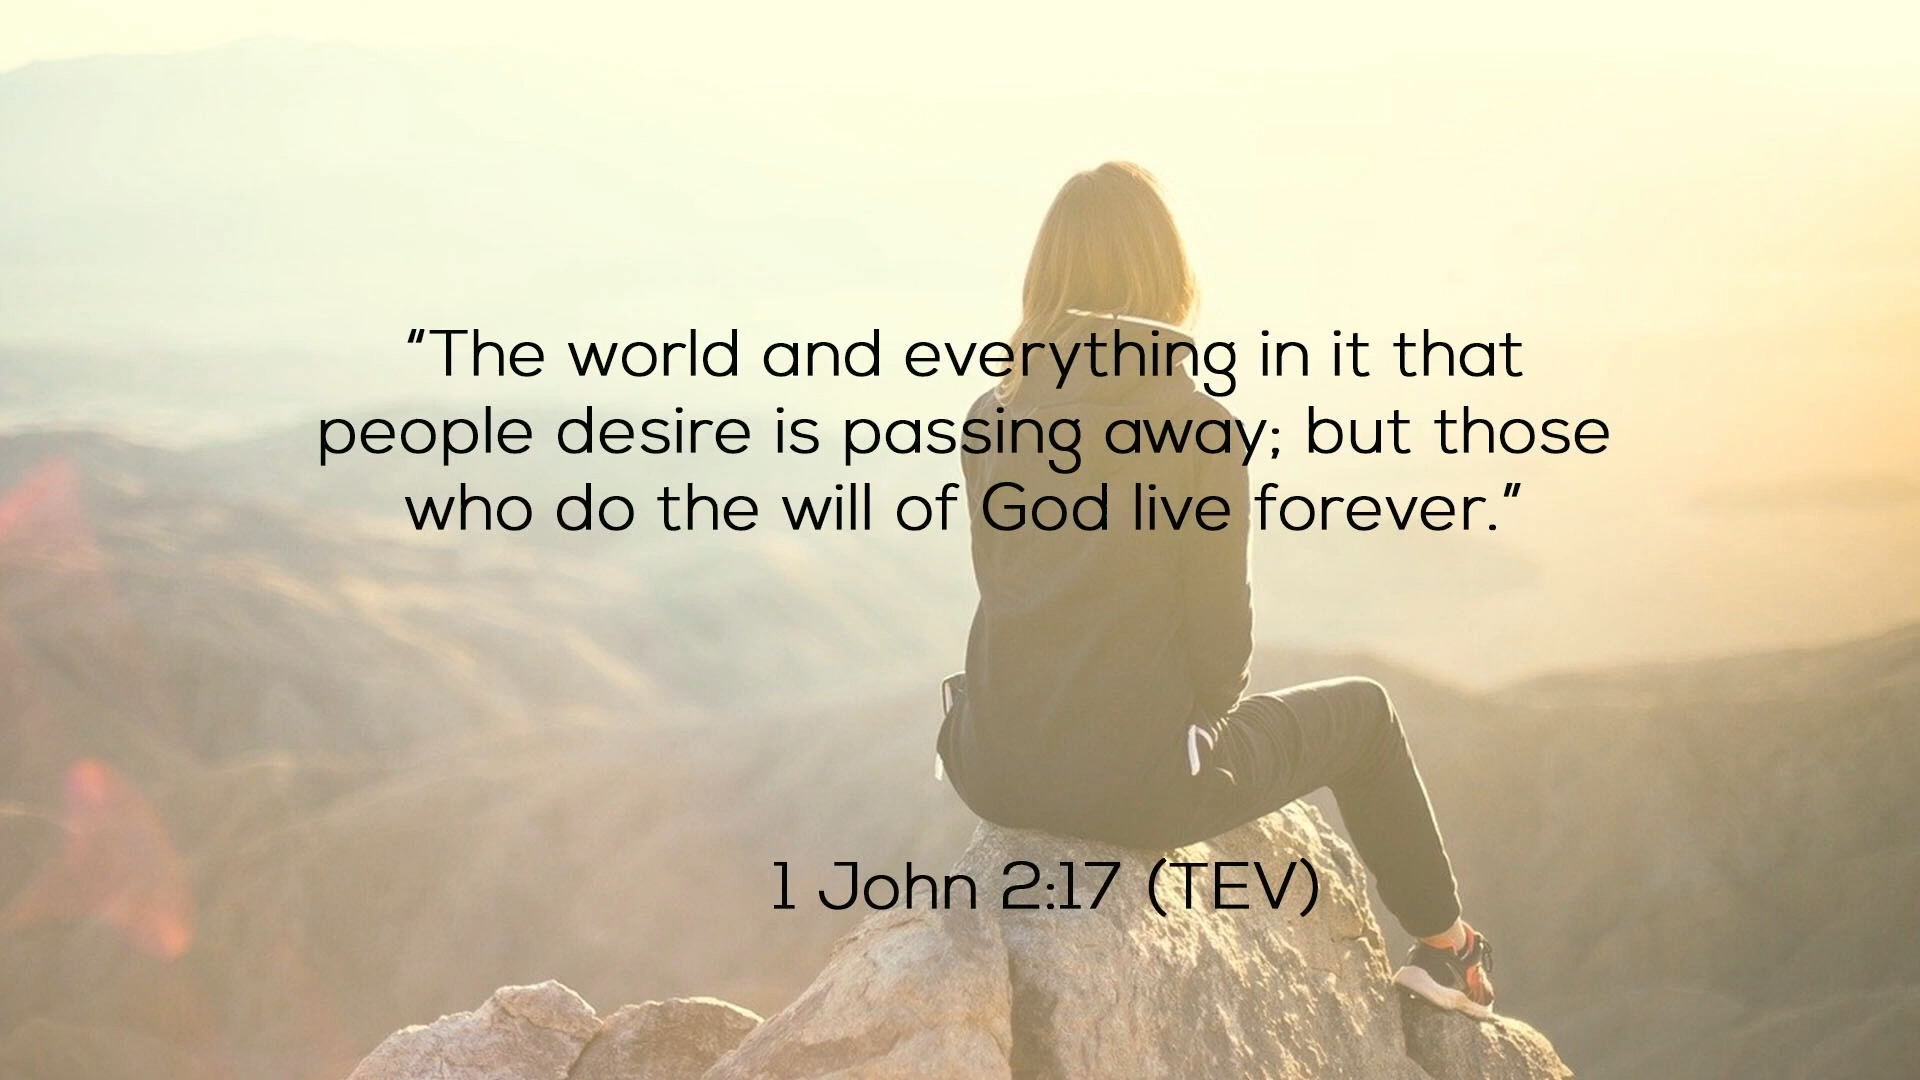 “The world and everything in it that
people desire is passing away; but those
who do the will of God live forever.”
1 John 2:17 (TEV)